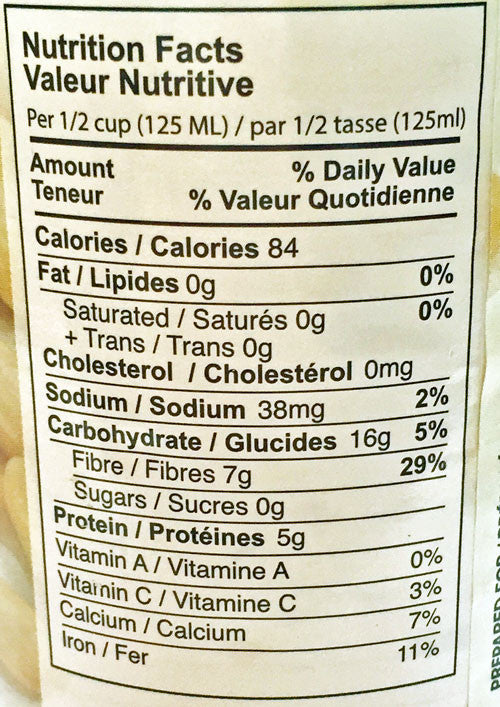 Nutrition Facts
Valeur Nutritive
Per 1/2 cup (125 ML) / par 1/2 tasse (125ml)
Amount % Daily Value
Teneur % Valeur Quotidienne
Calories / Calories 84
Fat / Lipides 0g 0%
Saturated / Saturés 0g 0%
+ Trans / Trans 0g
Cholesterol / Cholestérol 0mg
Sodium / Sodium 38mg 2%
Carbohydrate / Glucides 16g 5%
Fibre / Fibres 7g 29%
Sugars / Sucres 0g
Protein / Protéines 5g
Vitamin A / Vitamine A 0%
Vitamin C / Vitamine C 3%
Calcium / Calcium 7%
Iron / Fer 11%
PREPARED FOR